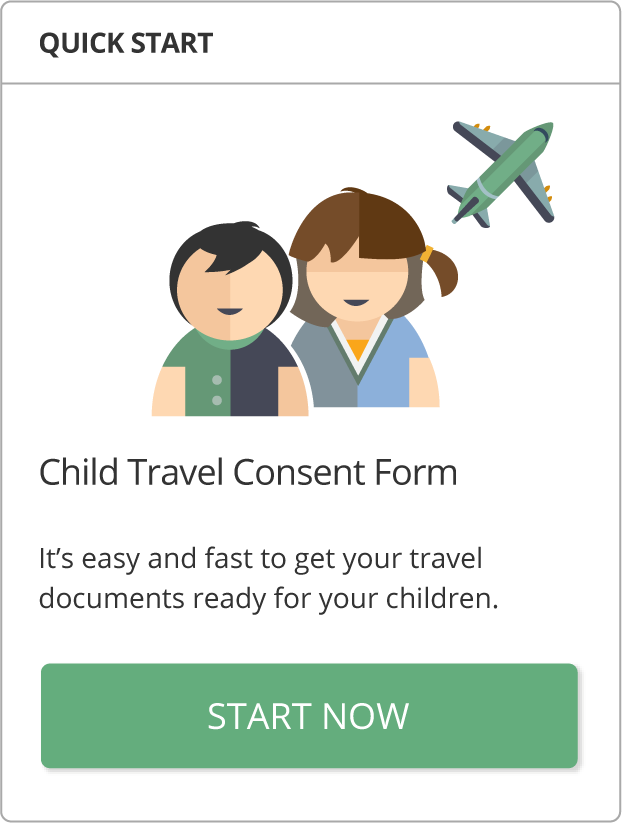 QUICK START
Child Travel Consent Form
It’s easy and fast to get your travel
documents ready for your children.
START NOW